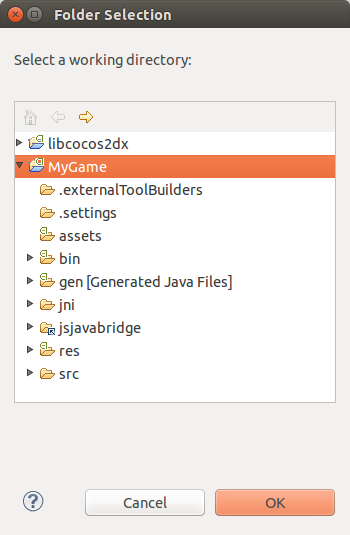 Folder Selection
Select a working directory:
libcocos2dx
MyGame
.externalToolBuilders
.settings
assets
bin
gen [Generated Java Files]
jni
jsjavabridge
res
src
?
Cancel
OK